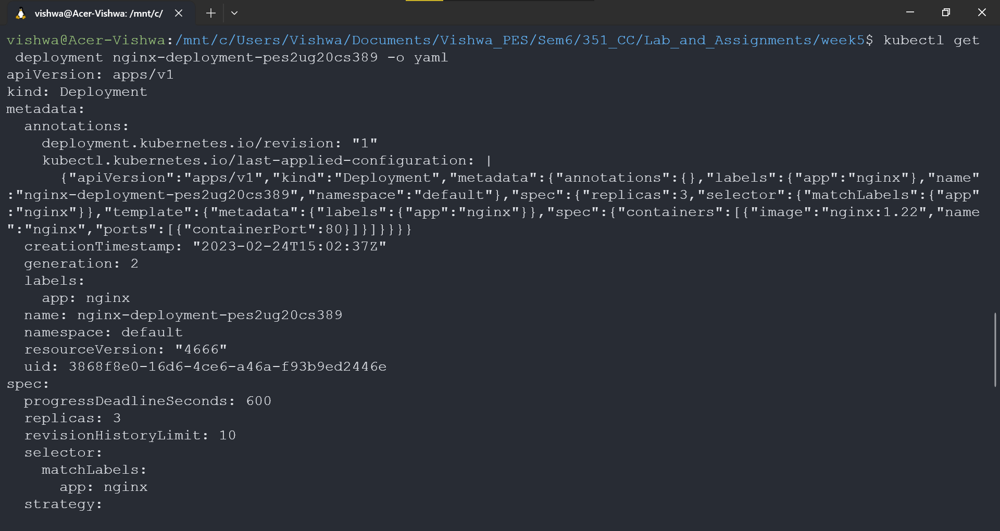 vishwa@Acer-Vishwa: /mnt/c/
vishwa@Acer-Vishwa:/mnt/c/Users/Vishwa/Documents/Vishwa_PES/Sem6/351_CC/Lab_and_Assignments/week5$ kubectl get
 deployment nginx-deployment-pes2ug20cs389 -o yaml
apiVersion: apps/v1
kind: Deployment
metadata:
  annotations:
    deployment.kubernetes.io/revision: "1"
    kubectl.kubernetes.io/last-applied-configuration: |
      {"apiVersion":"apps/v1","kind":"Deployment","metadata":{"annotations":{},"labels":{"app":"nginx"},"name"
:"nginx-deployment-pes2ug20cs389","namespace":"default"},"spec":{"replicas":3,"selector":{"matchLabels":{"app"
:"nginx"}},"template":{"metadata":{"labels":{"app":"nginx"}},"spec":{"containers":[{"image":"nginx:1.22","name
":"nginx","ports":[{"containerPort":80}]}]}}}}
  creationTimestamp: "2023-02-24T15:02:37Z"
  generation: 2
  labels:
    app: nginx
  name: nginx-deployment-pes2ug20cs389
  namespace: default
  resourceVersion: "4666"
  uid: 3868f8e0-16d6-4ce6-a46a-f93b9ed2446e
spec:
  progressDeadlineSeconds: 600
  replicas: 3
  revisionHistoryLimit: 10
  selector:
    matchLabels:
      app: nginx
  strategy: